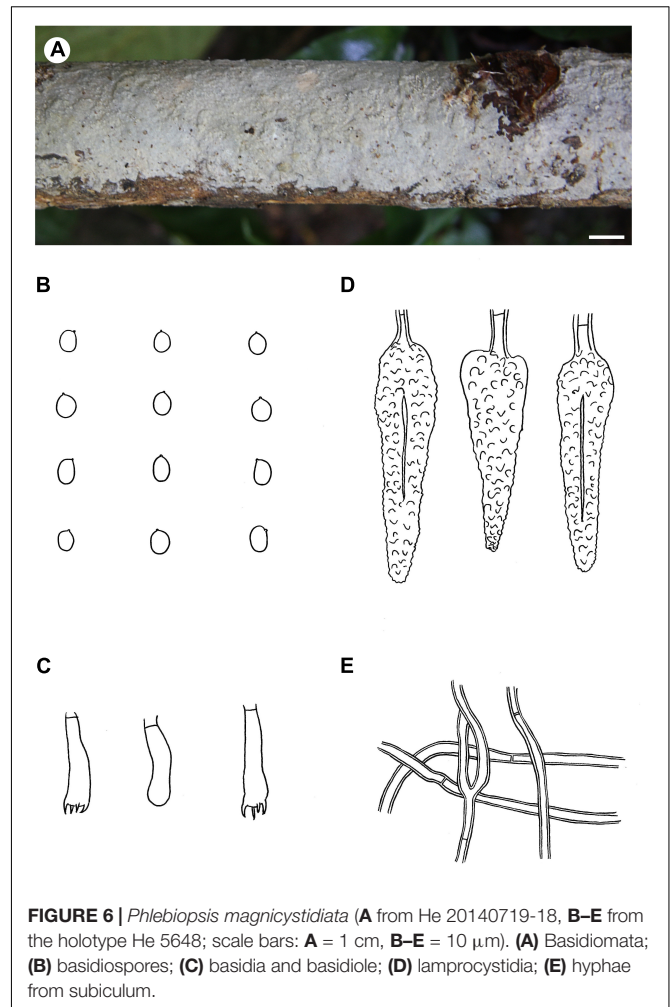 A
B
D
C
E
FIGURE 6 | Phlebiopsis magnicystidiata (A from He 20140719-18, B–E from
the holotype He 5648; scale bars: A = 1 cm, B–E = 10 μm). (A) Basidiomata;
(B) basidiospores; (C) basidia and basidiole; (D) lamprocystidia; (E) hyphae
from subiculum.